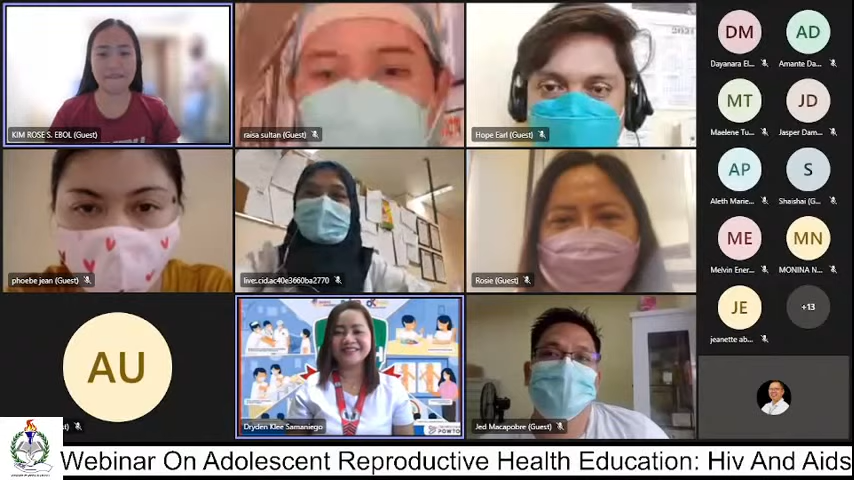 KIM ROSE S. EBOL (Guest)
raisa sultan (Guest)
Hope Earl (Guest)
DM
Dayanara El...
AD
Amante Da...
MT
Maelene Tu...
JD
Jasper Dam...
phoebe jean (Guest)
live:.cid.ac40e3660ba2770
Rosie (Guest)
AP
Aleth Marie...
S
Shaishai (G...
ME
Melvin Ener...
MN
MONINA N...
AU
Dryden Klee Samaniego
POWTOON
Jed Macapobre (Guest)
JE
jeanette ab...
+13
Webinar On Adolescent Reproductive Health Education: Hiv And Aids